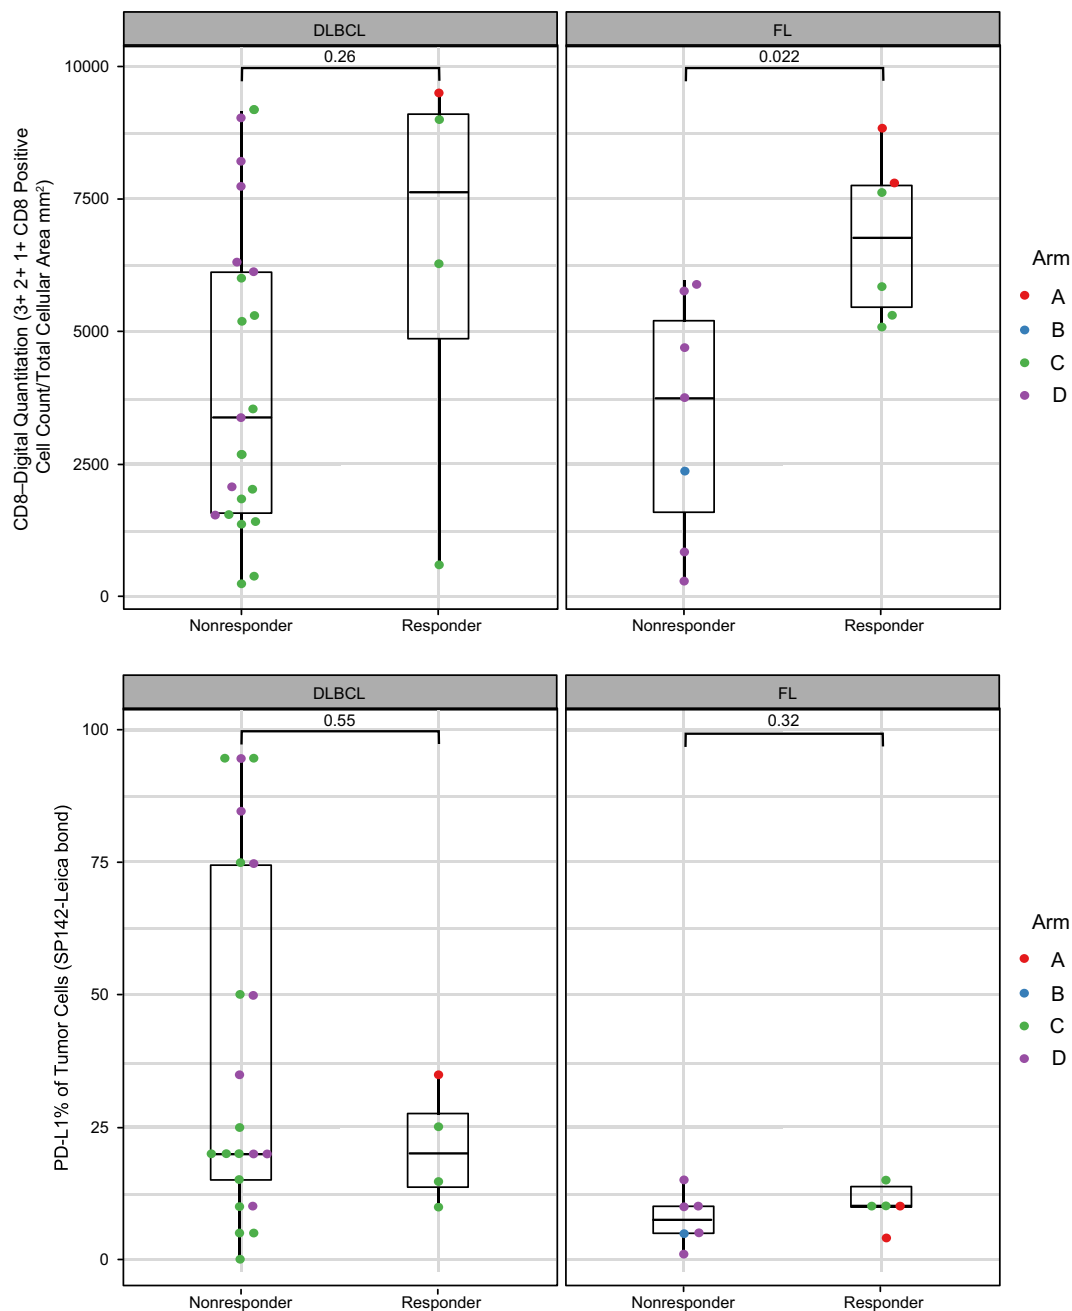 DLBCL
FL
0.26
0.022
CD8–Digital Quantitation (3+ 2+ 1+ CD8 Positive
Cell Count/Total Cellular Area mm²)
10000
7500
5000
2500
0
Nonresponder
Responder
Nonresponder
Responder
Arm
A
B
C
D
DLBCL
FL
0.55
0.32
PD-L1% of Tumor Cells (SP142-Leica bond)
100
75
50
25
0
Nonresponder
Responder
Nonresponder
Responder
Arm
A
B
C
D